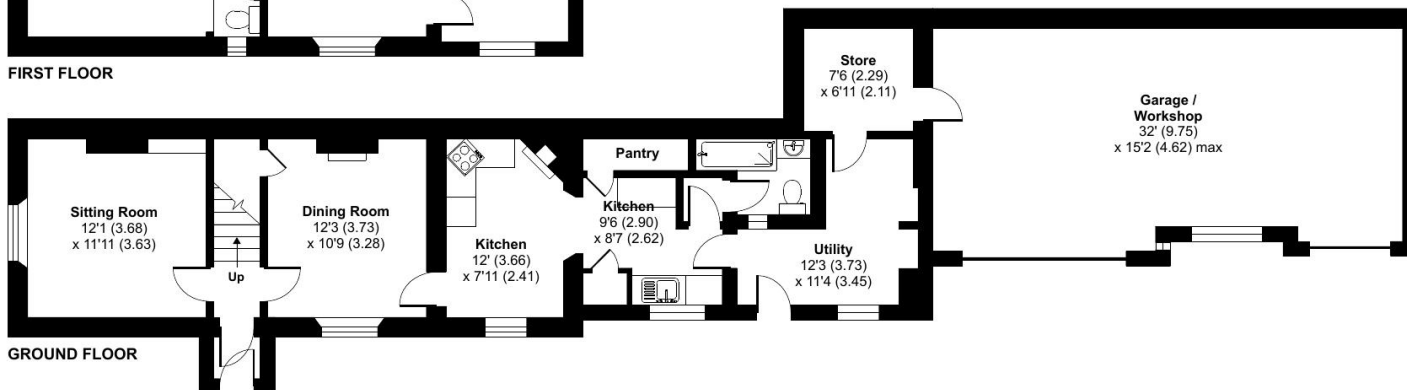 FIRST FLOOR
Store
7'6 (2.29)
x 6'11 (2.11)
Garage /
Workshop
32' (9.75)
x 15'2 (4.62) max
Pantry
Sitting Room
12'1 (3.68)
x 11'11 (3.63)
Dining Room
12'3 (3.73)
x 10'9 (3.28)
Kitchen
9'6 (2.90)
x 8'7 (2.62)
Kitchen
12' (3.66)
x 7'11 (2.41)
Utility
12'3 (3.73)
x 11'4 (3.45)
Up
GROUND FLOOR